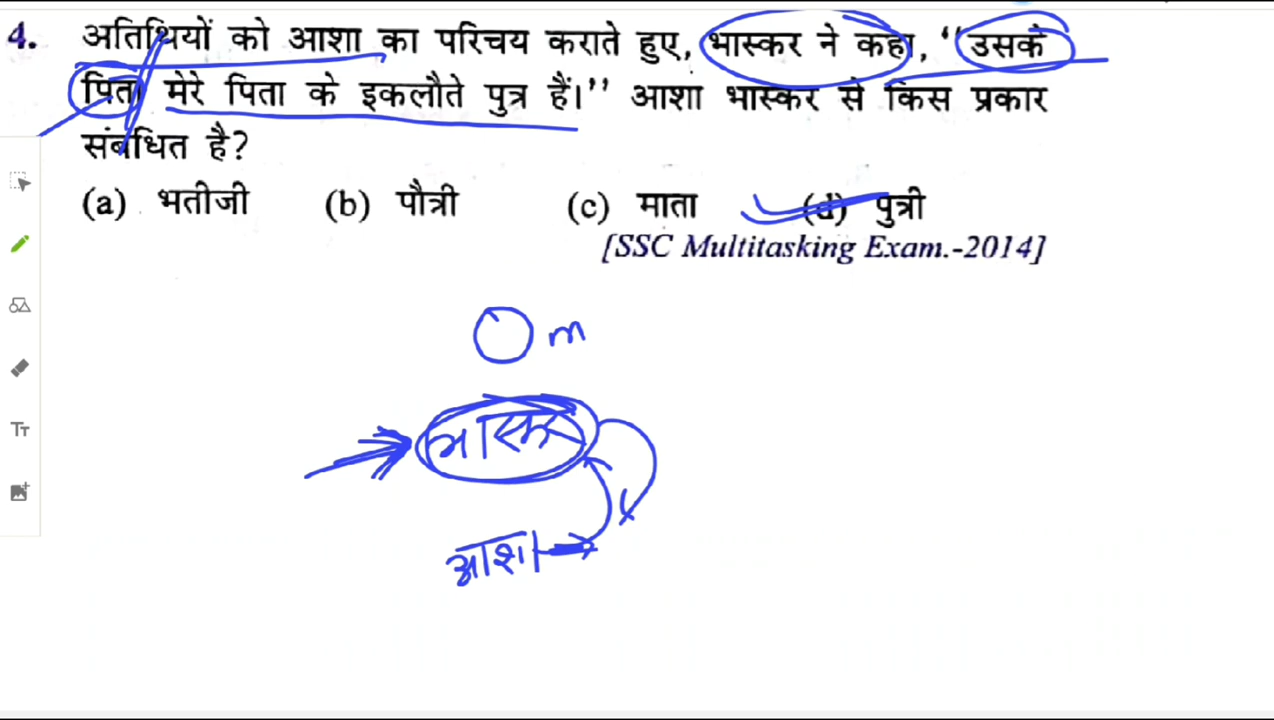 4. अतिथियों को आशा का परिचय कराते हुए, भास्कर ने कहा, "उसके
पिता मेरे पिता के इकलौते पुत्र हैं।" आशा भास्कर से किस प्रकार
संबंधित है?
(a) भतीजी (b) पौत्री (c) माता (d) पुत्री
[SSC Multitasking Exam.-2014]
m
भास्कर
आशा
Tт